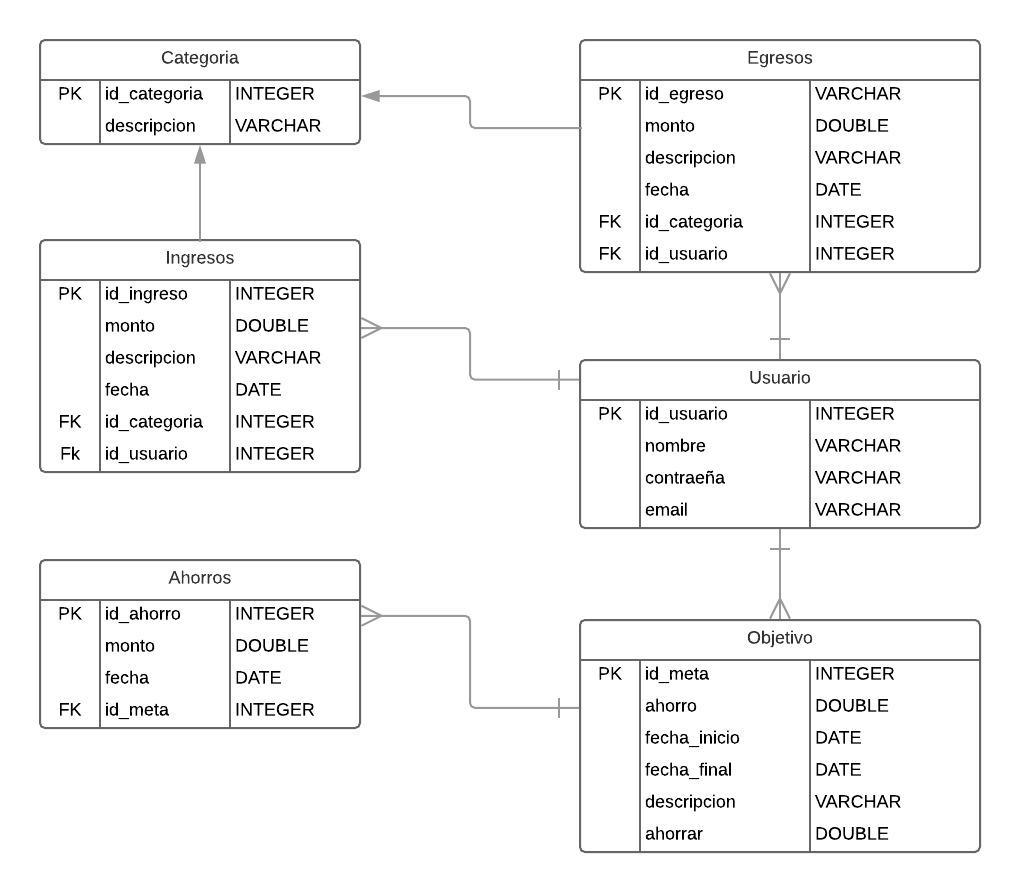 Categoria
PK id_categoria INTEGER
descripcion VARCHAR
Egresos
PK id_egreso VARCHAR
monto DOUBLE
descripcion VARCHAR
fecha DATE
FK id_categoria INTEGER
FK id_usuario INTEGER
Ingresos
PK id_ingreso INTEGER
monto DOUBLE
descripcion VARCHAR
fecha DATE
FK id_categoria INTEGER
Fk id_usuario INTEGER
Usuario
PK id_usuario INTEGER
nombre VARCHAR
contraeña VARCHAR
email VARCHAR
Ahorros
PK id_ahorro INTEGER
monto DOUBLE
fecha DATE
FK id_meta INTEGER
Objetivo
PK id_meta INTEGER
ahorro DOUBLE
fecha_inicio DATE
fecha_final DATE
descripcion VARCHAR
ahorrar DOUBLE